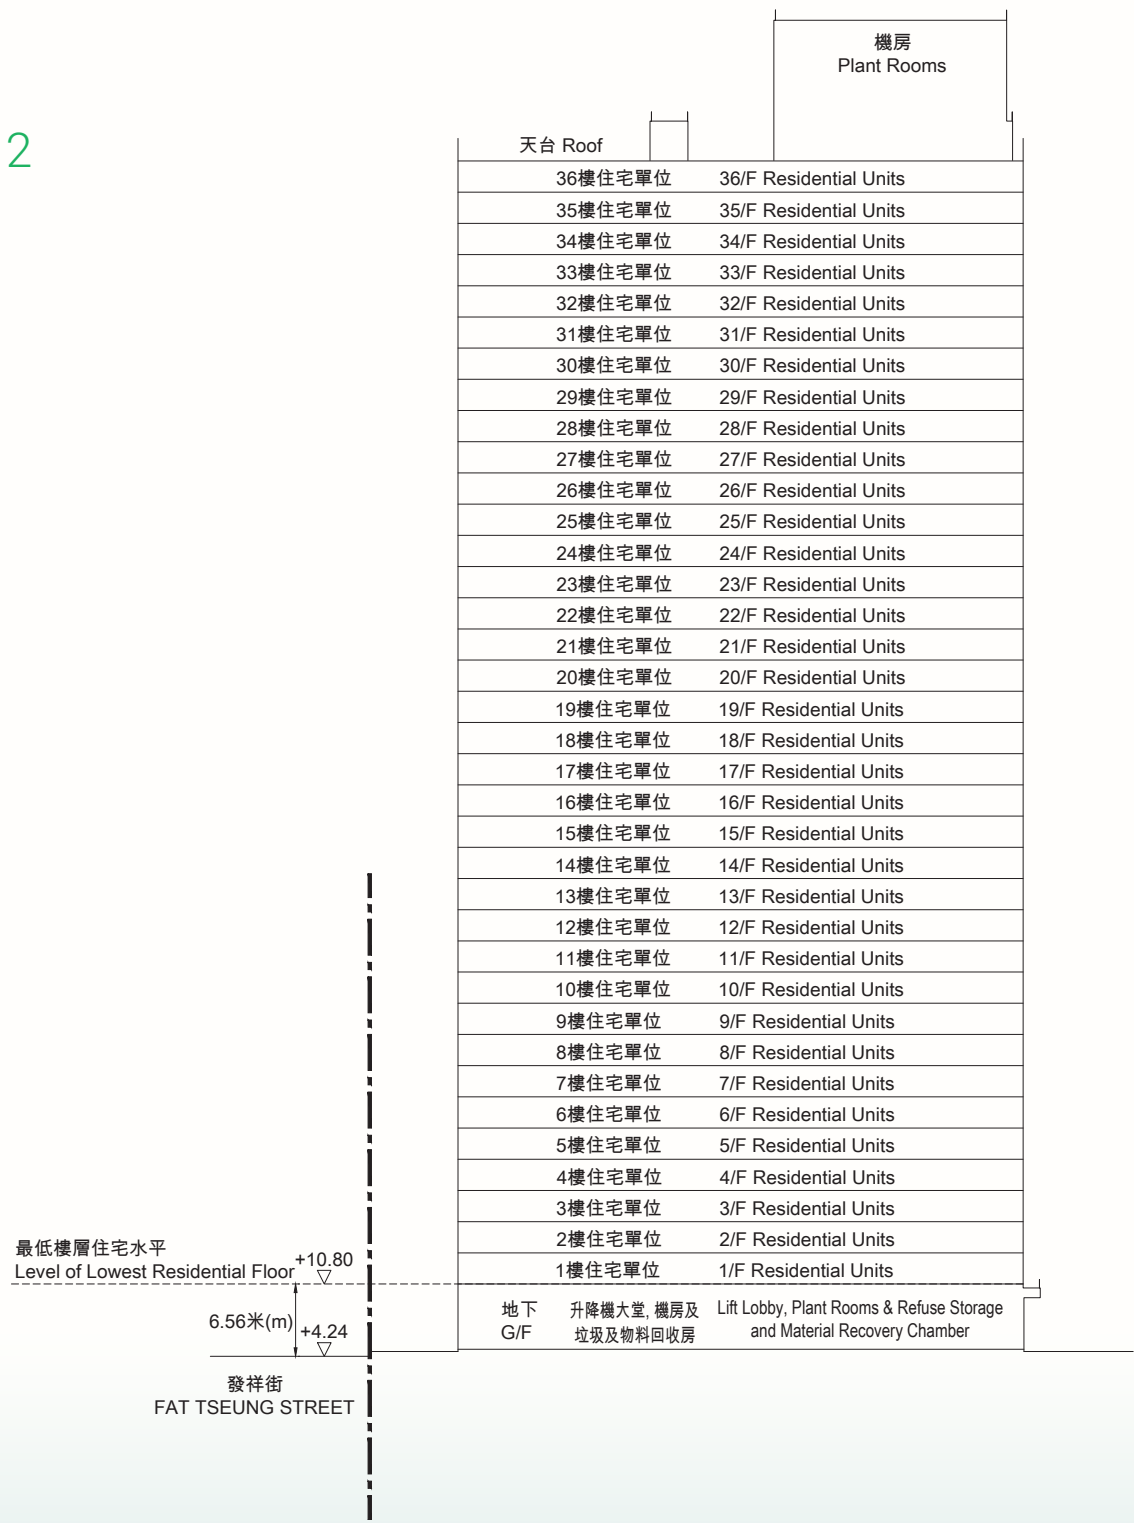 機房
Plant Rooms
2
天台 Roof
36樓住宅單位 36/F Residential Units
35樓住宅單位 35/F Residential Units
34樓住宅單位 34/F Residential Units
33樓住宅單位 33/F Residential Units
32樓住宅單位 32/F Residential Units
31樓住宅單位 31/F Residential Units
30樓住宅單位 30/F Residential Units
29樓住宅單位 29/F Residential Units
28樓住宅單位 28/F Residential Units
27樓住宅單位 27/F Residential Units
26樓住宅單位 26/F Residential Units
25樓住宅單位 25/F Residential Units
24樓住宅單位 24/F Residential Units
23樓住宅單位 23/F Residential Units
22樓住宅單位 22/F Residential Units
21樓住宅單位 21/F Residential Units
20樓住宅單位 20/F Residential Units
19樓住宅單位 19/F Residential Units
18樓住宅單位 18/F Residential Units
17樓住宅單位 17/F Residential Units
16樓住宅單位 16/F Residential Units
15樓住宅單位 15/F Residential Units
14樓住宅單位 14/F Residential Units
13樓住宅單位 13/F Residential Units
12樓住宅單位 12/F Residential Units
11樓住宅單位 11/F Residential Units
10樓住宅單位 10/F Residential Units
9樓住宅單位 9/F Residential Units
8樓住宅單位 8/F Residential Units
7樓住宅單位 7/F Residential Units
6樓住宅單位 6/F Residential Units
5樓住宅單位 5/F Residential Units
4樓住宅單位 4/F Residential Units
3樓住宅單位 3/F Residential Units
2樓住宅單位 2/F Residential Units
1樓住宅單位 1/F Residential Units
最低樓層住宅水平
Level of Lowest Residential Floor +10.80
6.56米(m)
+4.24
地下 升降機大堂, 機房及 Lift Lobby, Plant Rooms & Refuse Storage
G/F 垃圾及物料回收房 and Material Recovery Chamber
發祥街
FAT TSEUNG STREET